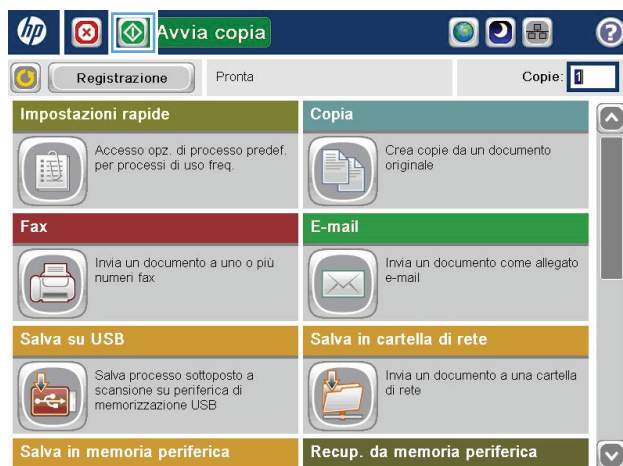 hp
Avvia copia
?
Registrazione
Pronta
Copie: 1
Impostazioni rapide
Accesso opz. di processo predef.
per processi di uso freq.
Copia
Crea copie da un documento
originale
Fax
Invia un documento a uno o più
numeri fax
E-mail
Invia un documento come allegato
e-mail
Salva su USB
Salva processo sottoposto a
scansione su periferica di
memorizzazione USB
Salva in cartella di rete
Invia un documento a una cartella
di rete
Salva in memoria periferica
Recup. da memoria periferica